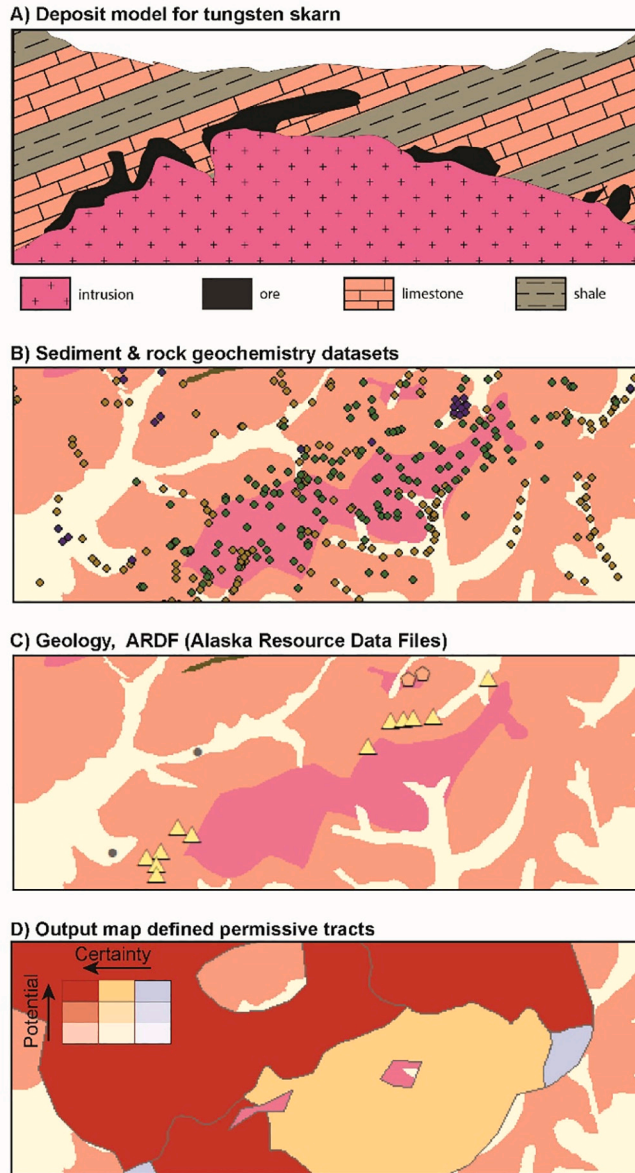 A) Deposit model for tungsten skarn
intrusion
ore
limestone
shale
B) Sediment & rock geochemistry datasets
C) Geology, ARDF (Alaska Resource Data Files)
D) Output map defined permissive tracts
Certainty
Potential